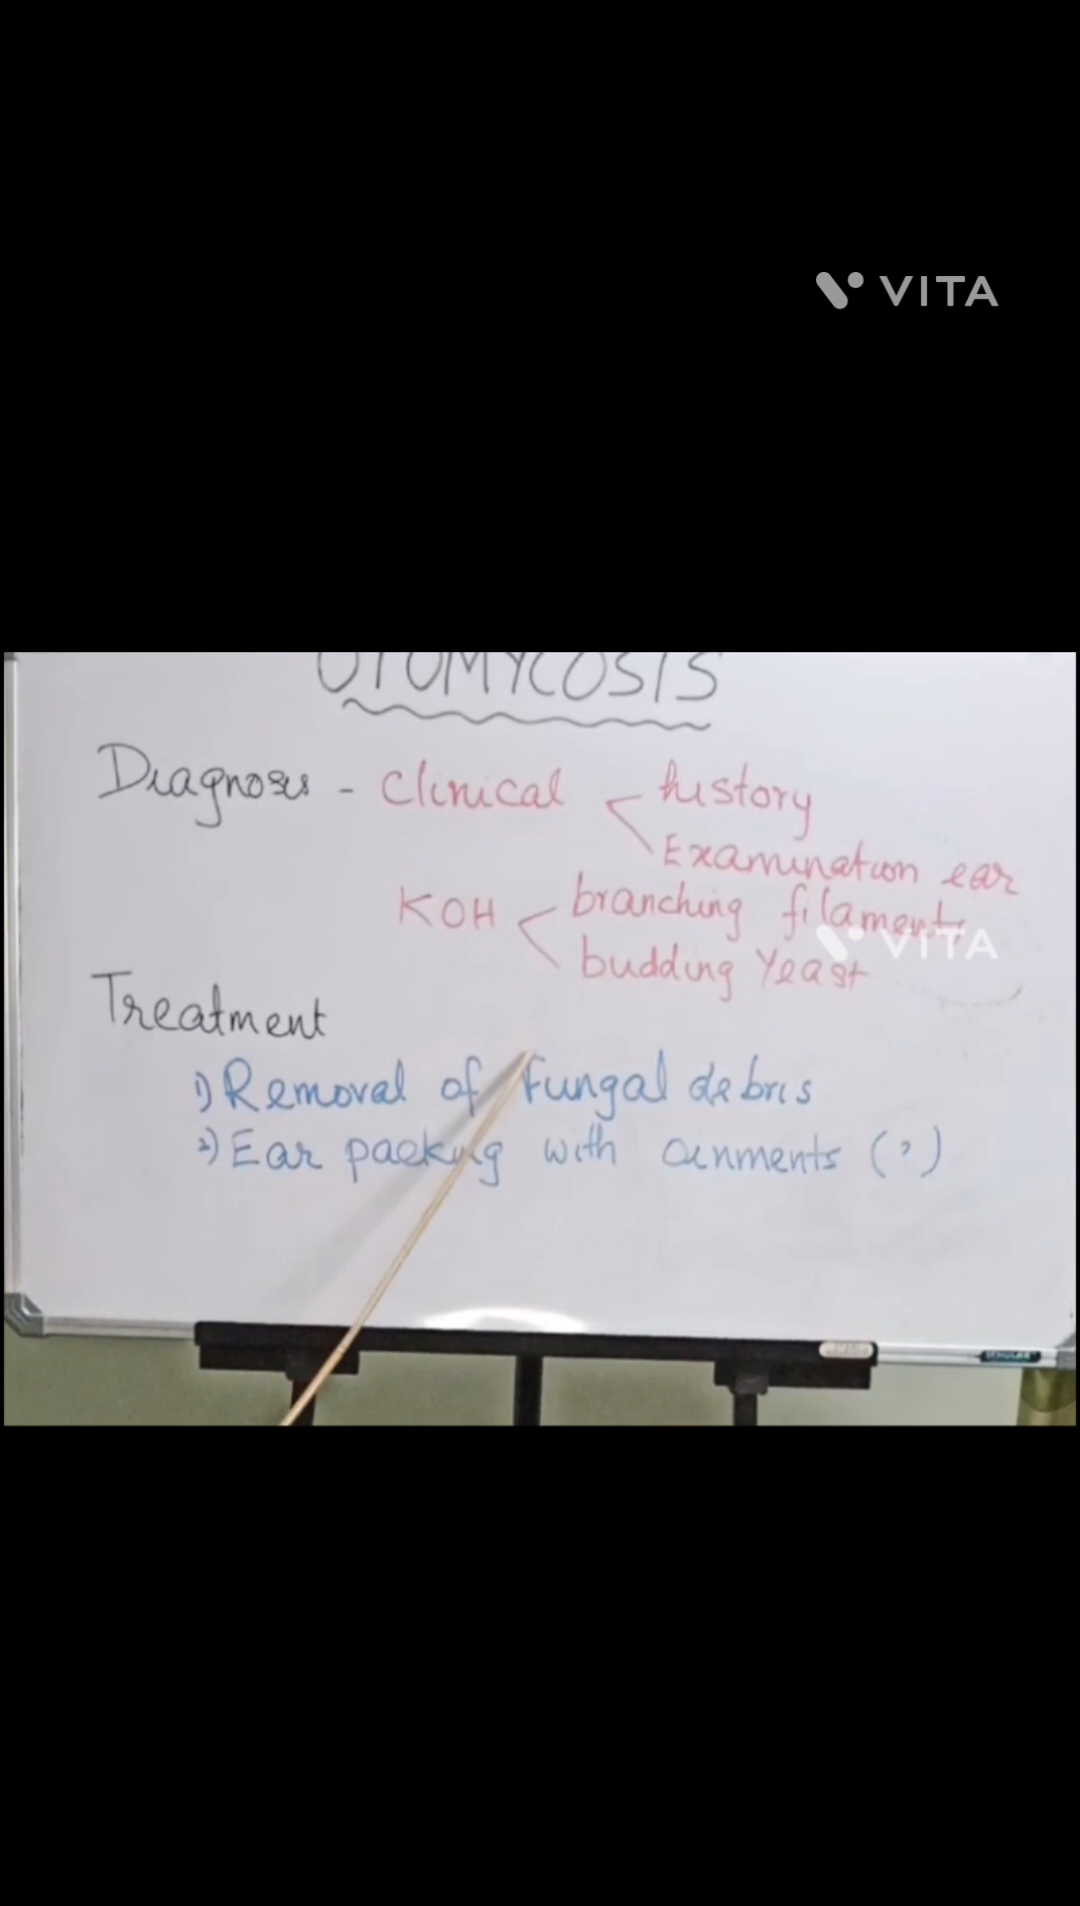 VITA
OTOMYCOSIS
Diagnosis - Clinical < history
Examination ear
KOH < branching filaments
VITA
budding Yeast
Treatment
1) Removal of Fungal debris
2) Ear packing with oinments (?)